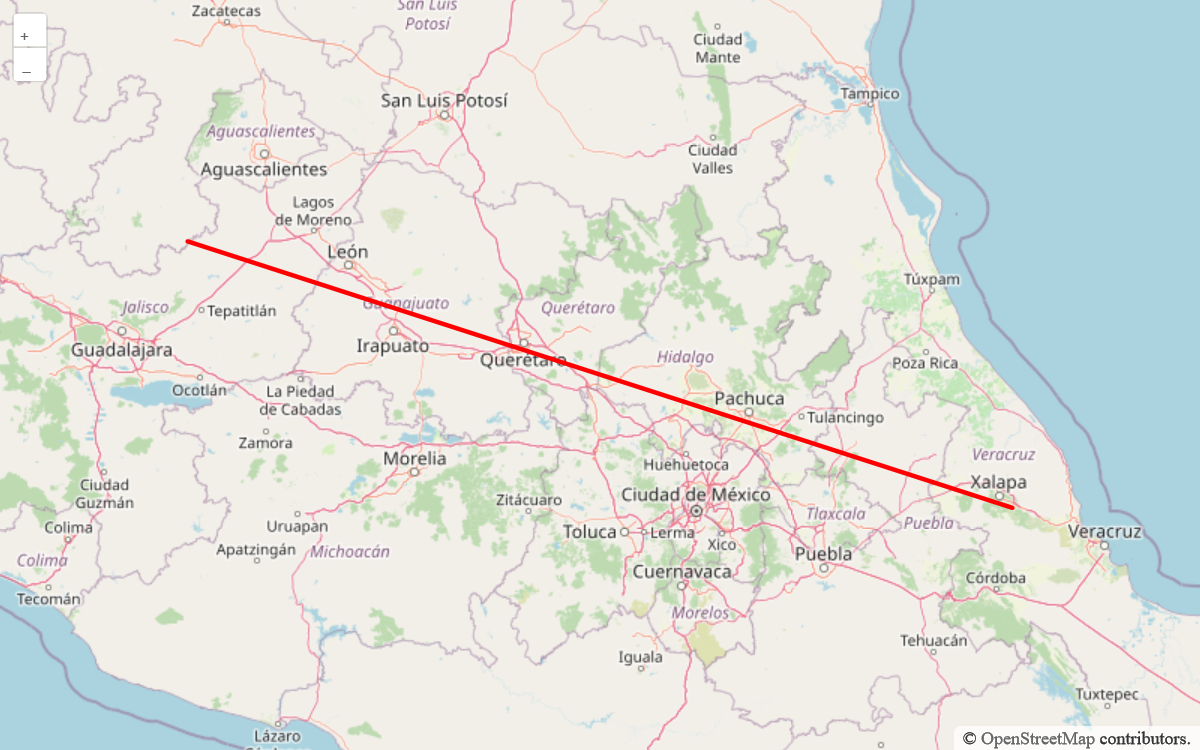 Zacatecas
San Luis
Potosí
Ciudad
Mante
+
–
Tampico
San Luis Potosí
Aguascalientes
Aguascalientes
Ciudad
Valles
Lagos
de Moreno
León
Túxpam
Jalisco
Guanajuato
Querétaro
Tepatitlán
Guadalajara
Irapuato
Querétaro
Hidalgo
Poza Rica
Ocotlán
La Piedad
de Cabadas
Pachuca
Tulancingo
Zamora
Morelia
Huehuetoca
Veracruz
Ciudad
Guzmán
Xalapa
Zitácuaro
Ciudad de México
Colima
Uruapan
Tlaxcala
Puebla
Toluca
Lerma
Xico
Veracruz
Colima
Apatzingán
Michoacán
Puebla
Cuernavaca
Córdoba
Tecomán
Morelos
Tehuacán
Iguala
Tuxtepec
Lázaro
© OpenStreetMap contributors.